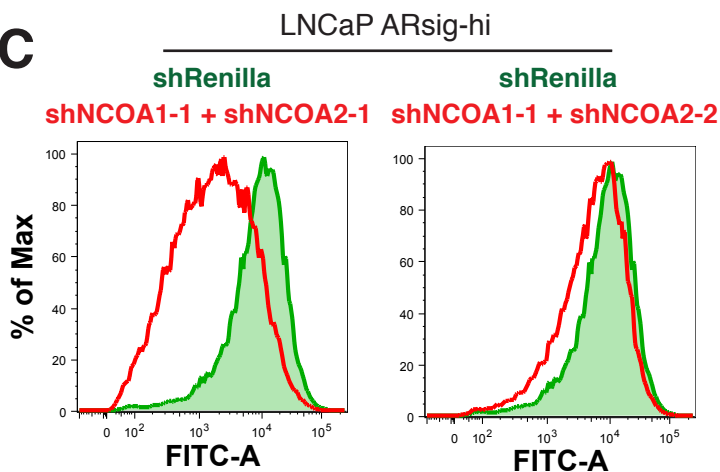 C
LNCaP ARsig-hi
shRenilla
shNCOA1-1 + shNCOA2-1
shRenilla
shNCOA1-1 + shNCOA2-2
% of Max
100
80
60
40
20
0
0 10² 10³ 10⁴ 10⁵
FITC-A
100
80
60
40
20
0
0 10² 10³ 10⁴ 10⁵
FITC-A